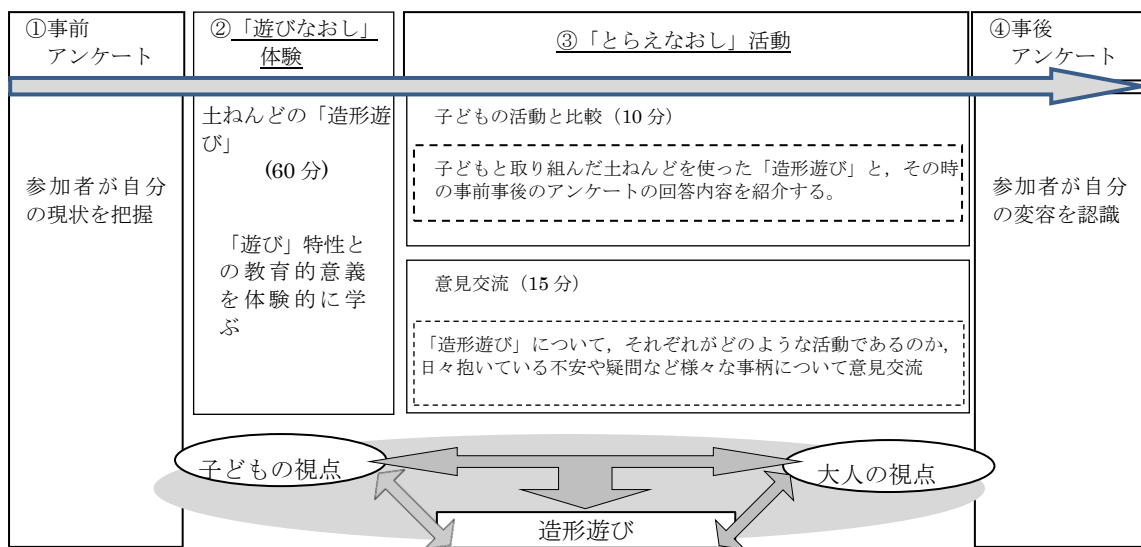 ①事前
アンケート
参加者が自分
の現状を把握
②「遊びなおし」
体験
土ねんどの「造形遊
び」
(60 分)
「遊び」特性と
の教育的意義
を体験的に学
ぶ
③「とらえなおし」活動
子どもの活動と比較（10 分）
子どもと取り組んだ土ねんどを使った「造形遊び」と，その時
の事前事後のアンケートの回答内容を紹介する。
意見交流（15 分）
「造形遊び」について，それぞれがどのような活動であるのか，
日々抱いている不安や疑問など様々な事柄について意見交流
④事後
アンケート
参加者が自分
の変容を認識
子どもの視点
大人の視点
造形遊び